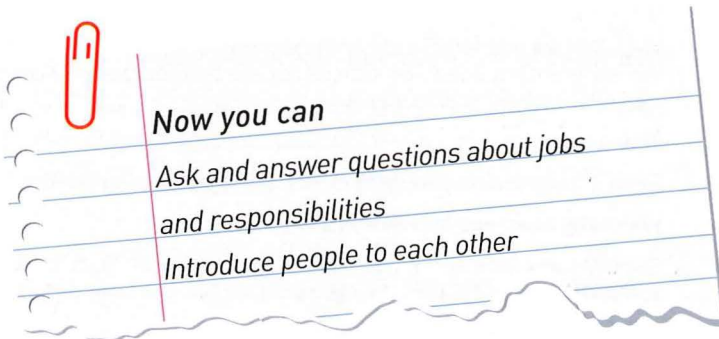 Now you can
Ask and answer questions about jobs
and responsibilities
Introduce people to each other